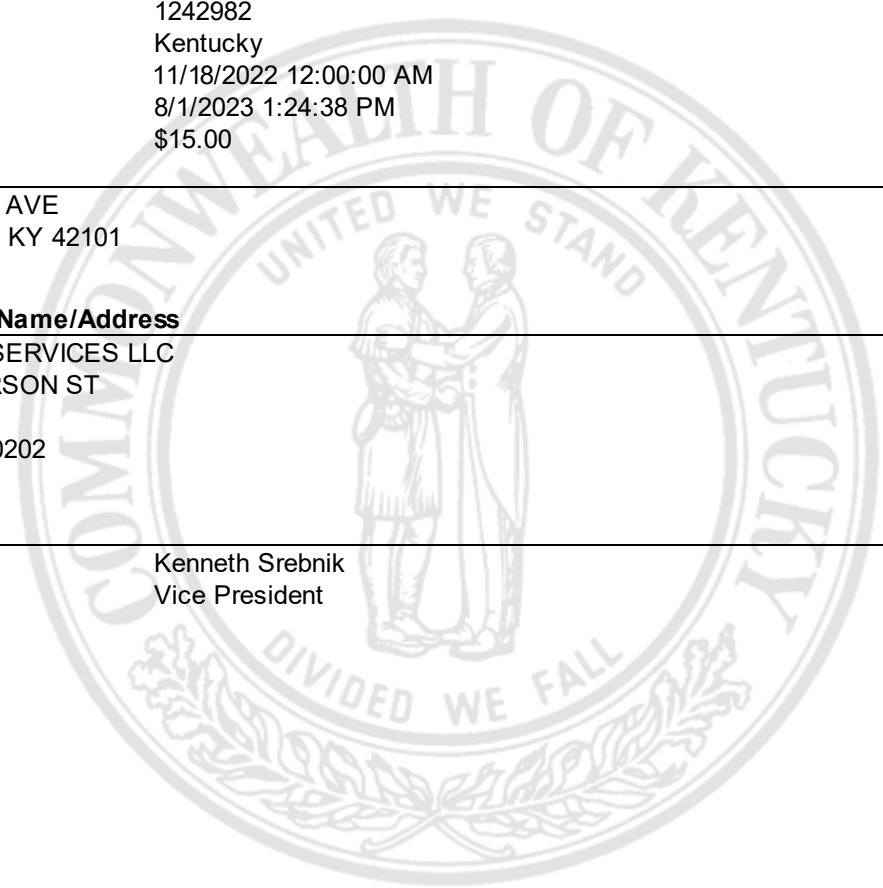 1242982
Kentucky
11/18/2022 12:00:00 AM
8/1/2023 1:24:38 PM
$15.00
AVE
KY 42101
Name/Address
SERVICES LLC
RSON ST
0202
Kenneth Srebnik
Vice President
COMMONWEALTH OF KENTUCKY
UNITED WE STAND
DIVIDED WE FALL